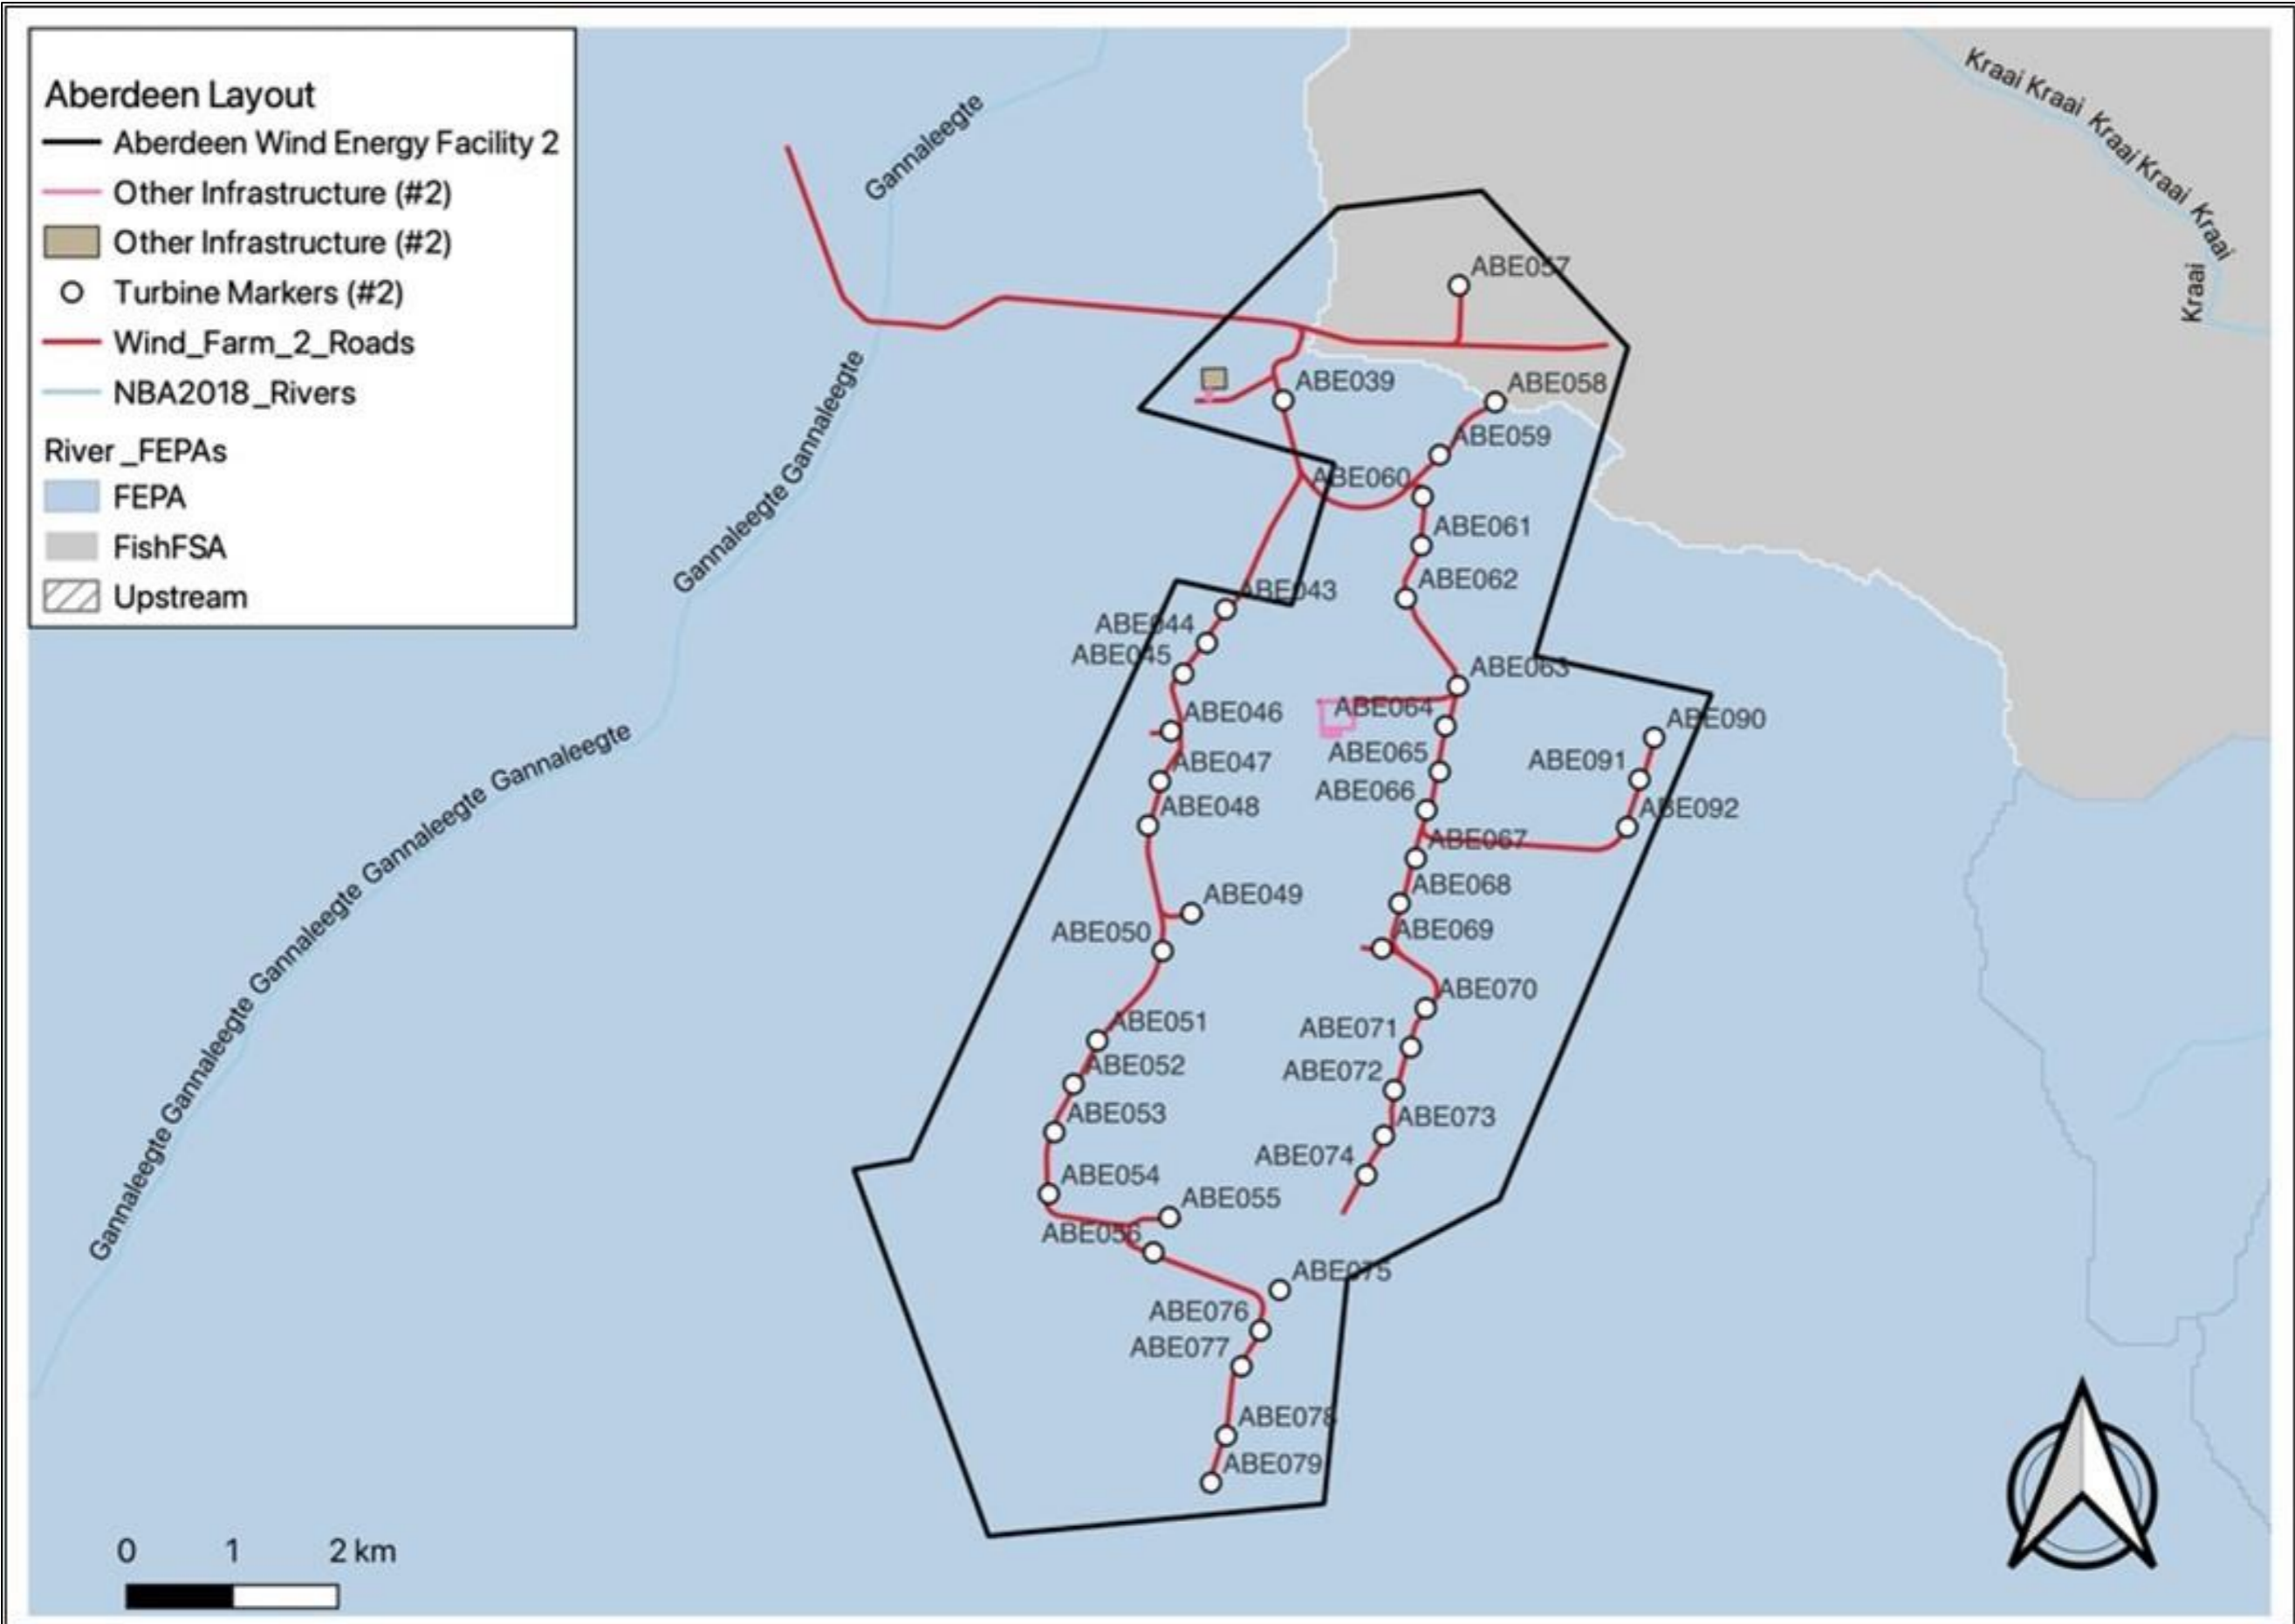 Aberdeen Layout
Aberdeen Wind Energy Facility 2
Other Infrastructure (#2)
Other Infrastructure (#2)
Turbine Markers (#2)
Wind_Farm_2_Roads
NBA2018_Rivers
River_FEPAs
FEPA
FishFSA
Upstream
Gannaleegte
Kraai Kraai Kraai Kraai Kraai Kraai
Kraai
ABE057
ABE039
ABE058
ABE059
ABE060
Gannaleegte Gannaleegte
ABE061
ABE062
ABE043
ABE044
ABE045
ABE063
ABE046
ABE064
ABE090
ABE047
ABE065
ABE091
ABE066
ABE048
ABE092
ABE067
ABE068
ABE049
ABE050
ABE069
ABE070
ABE051
ABE071
ABE052
ABE072
ABE053
ABE073
ABE074
ABE054
ABE055
ABE056
ABE075
ABE076
ABE077
ABE078
ABE079
Gannaleegte Gannaleegte Gannaleegte Gannaleegte Gannaleegte Gannaleegte
0 1 2 km